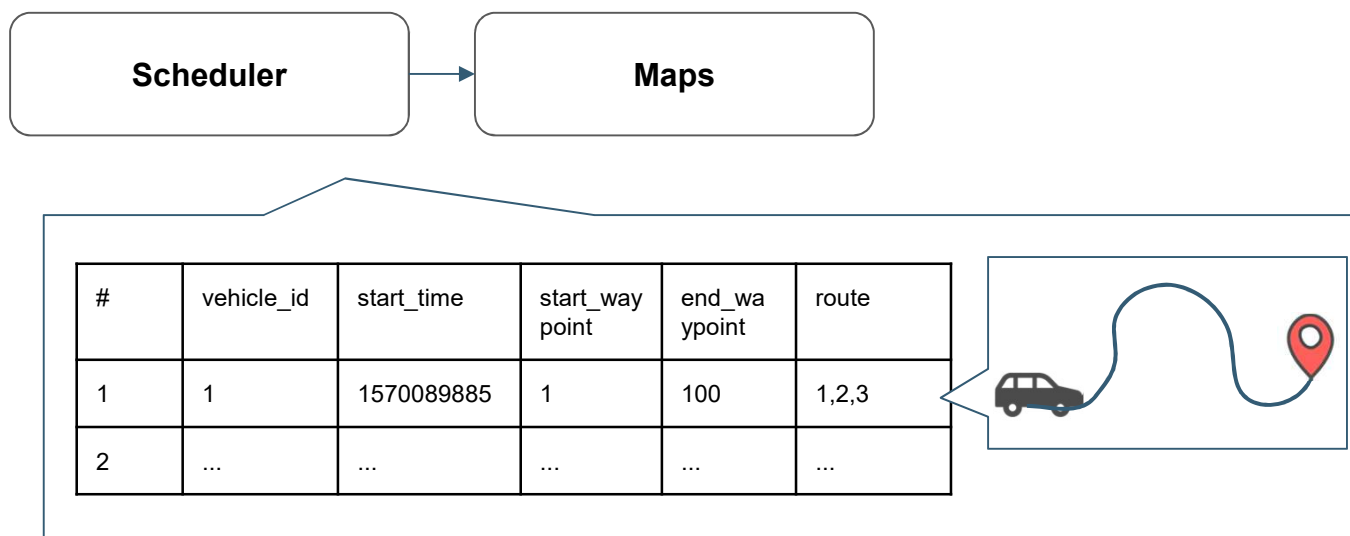 Scheduler
Maps
# vehicle_id start_time start_way end_wa route
point ypoint
1 1 1570089885 1 100 1,2,3
2 ... ... ... ... ...